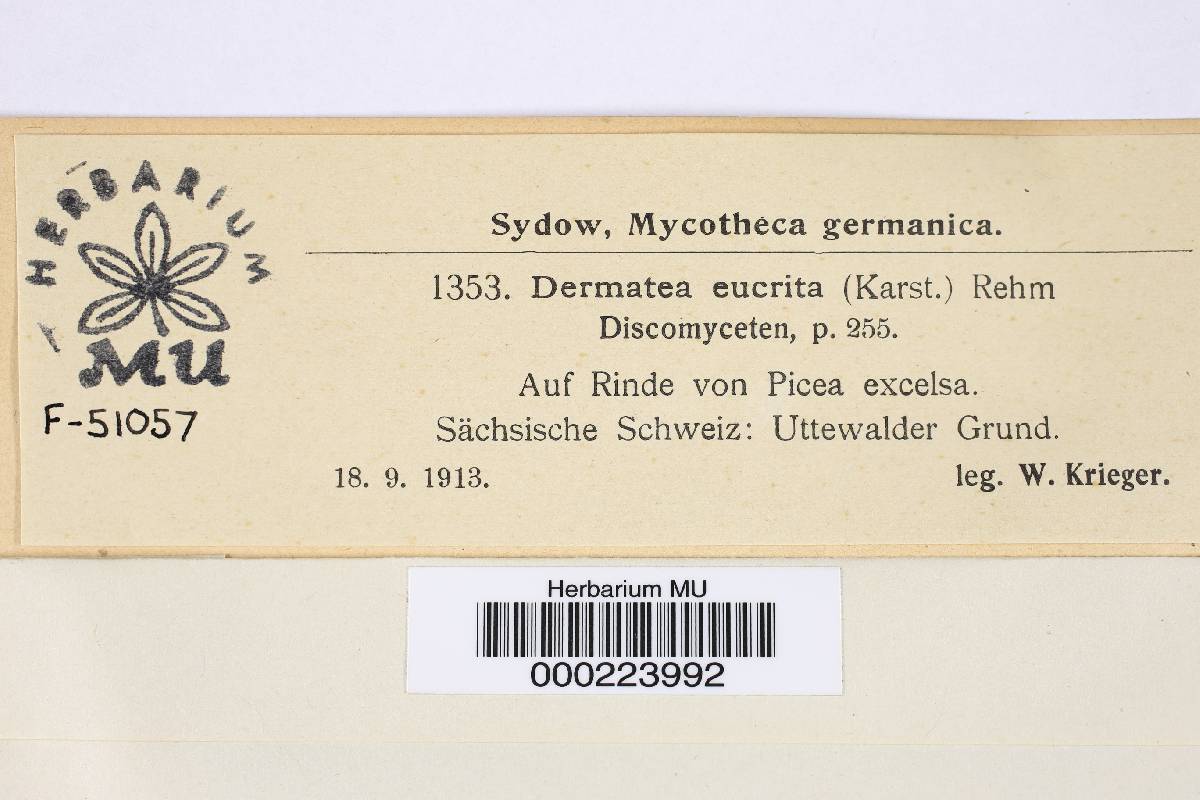 HERBARIUM
MU
F-51057
Sydow, Mycotheca germanica.
1353. Dermatea eucrita (Karst.) Rehm
Discomyceten, p. 255.
Auf Rinde von Picea excelsa.
Sächsische Schweiz: Uttewalder Grund.
18. 9. 1913. leg. W. Krieger.
Herbarium MU
000223992